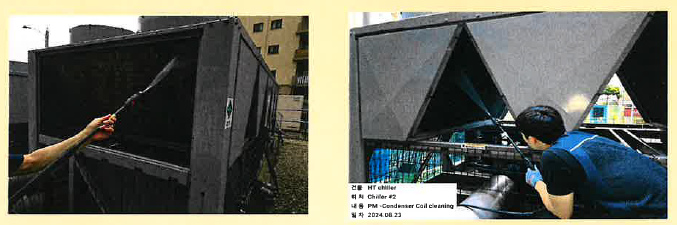 건물 HT chiller
위치 Chiller #2
내용 PM -Condenser Coil cleaning
일자 2024.08.23